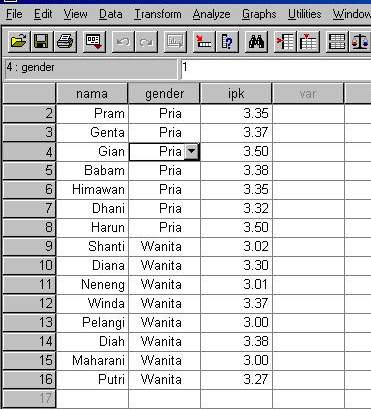 File Edit View Data Transform Analyze Graphs Utilities Window
4 : gender 1
nama gender ipk var
2 Pram Pria 3.35
3 Genta Pria 3.37
4 Gian Pria 3.50
5 Babam Pria 3.38
6 Himawan Pria 3.35
7 Dhani Pria 3.32
8 Harun Pria 3.50
9 Shanti Wanita 3.02
10 Diana Wanita 3.30
11 Neneng Wanita 3.01
12 Winda Wanita 3.37
13 Pelangi Wanita 3.00
14 Diah Wanita 3.38
15 Maharani Wanita 3.00
16 Putri Wanita 3.27
17